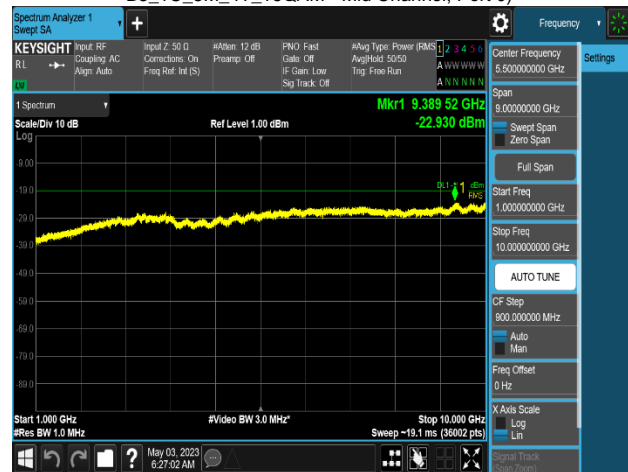 Spectrum Analyzer 1
Swept SA
Frequency
KEYSIGHT
RL
Input: RF
Coupling: AC
Align: Auto
Input Z: 50 Ω
Corrections: On
Freq Ref: Int (S)
#Atten: 12 dB
Preamp: Off
PNO: Fast
Gate: Off
IF Gain: Low
Sig Track: Off
#Avg Type: Power (RMS
Avg|Hold: 50/50
Trig: Free Run
1 2 3 4 5 6
A W W W W W
A N N N N N
LW
1 Spectrum
Mkr1 9.389 52 GHz
Scale/Div 10 dB
Ref Level 1.00 dBm
-22.930 dBm
Log
-9.00
-19.0
-29.0
-39.0
-49.0
-59.0
-69.0
-79.0
-89.0
1
RMS
Start 1.000 GHz
#Video BW 3.0 MHz*
Stop 10.000 GHz
#Res BW 1.0 MHz
Sweep ~19.1 ms (36002 pts)
May 03, 2023
6:27:02 AM
Center Frequency
5.500000000 GHz
Settings
Span
9.00000000 GHz
Swept Span
Zero Span
Full Span
Start Freq
1.000000000 GHz
Stop Freq
10.000000000 GHz
AUTO TUNE
CF Step
900.000000 MHz
Auto
Man
Freq Offset
0 Hz
X Axis Scale
Log
Lin
Signal Track
(Span Zoom)